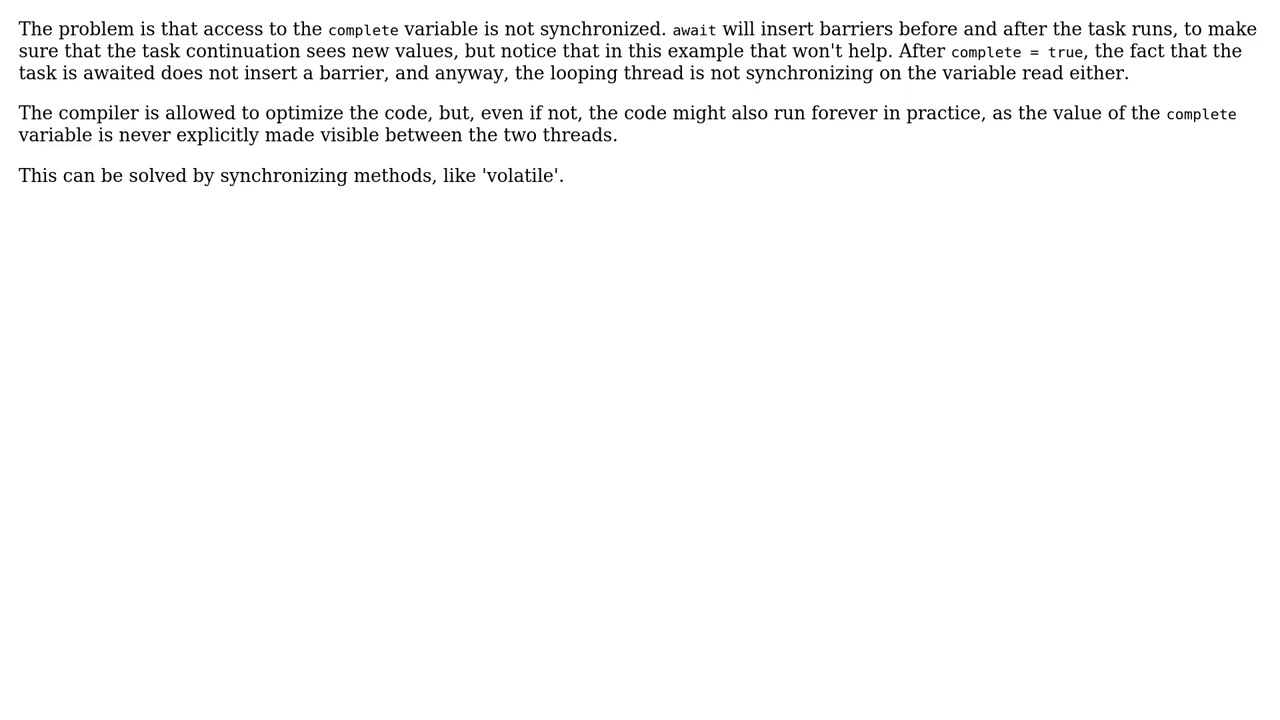 The problem is that access to the complete variable is not synchronized. await will insert barriers before and after the task runs, to make
sure that the task continuation sees new values, but notice that in this example that won't help. After complete = true, the fact that the
task is awaited does not insert a barrier, and anyway, the looping thread is not synchronizing on the variable read either.
The compiler is allowed to optimize the code, but, even if not, the code might also run forever in practice, as the value of the complete
variable is never explicitly made visible between the two threads.
This can be solved by synchronizing methods, like 'volatile'.